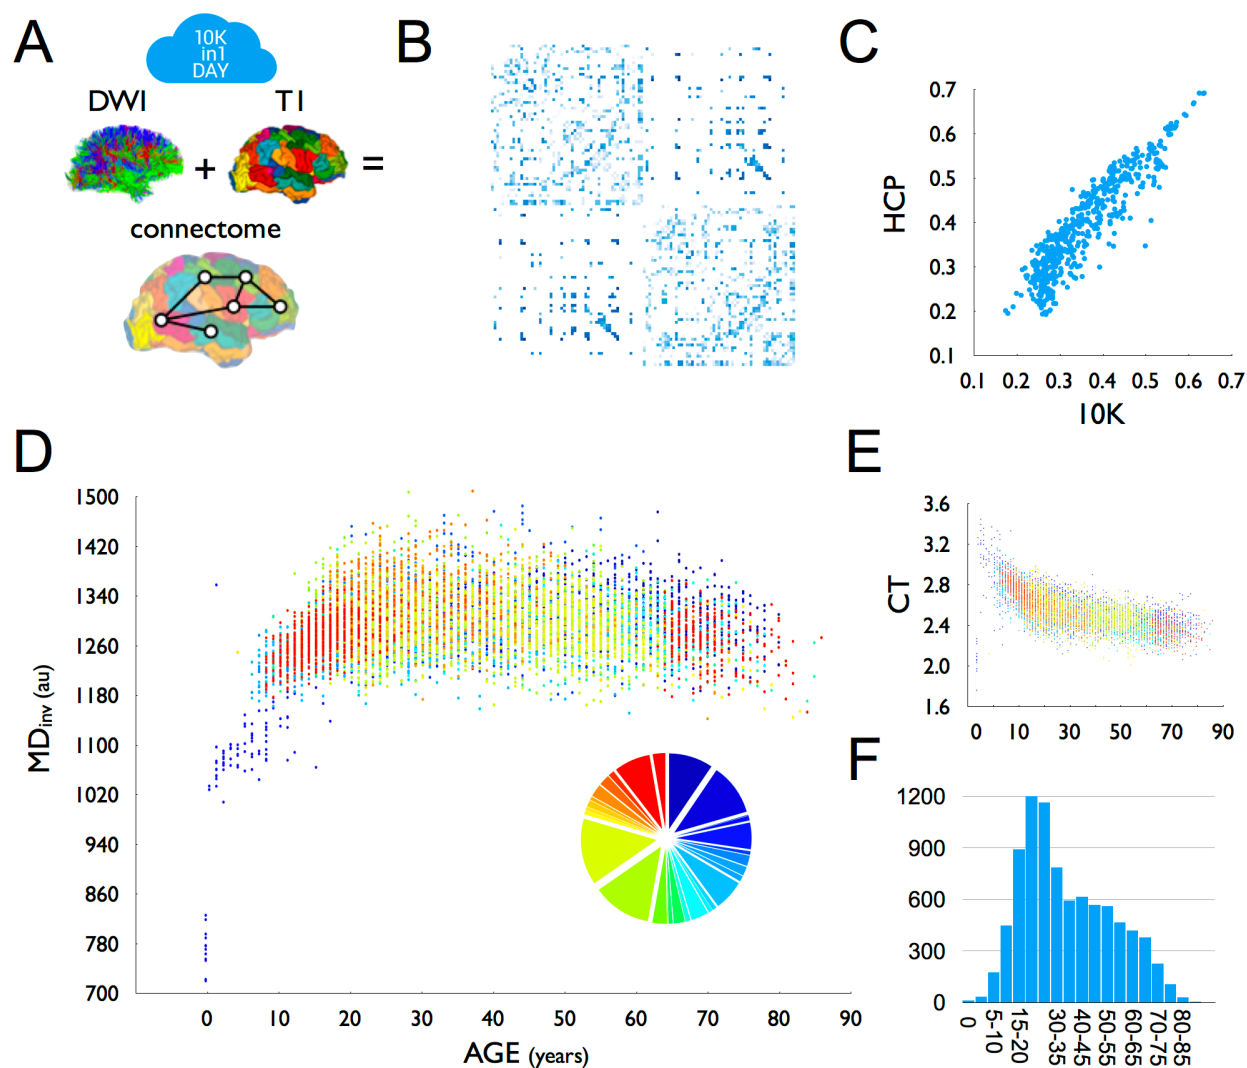 A
10K
in1
DAY
DWI
T1
+
=
connectome
B
C
HCP
0.7
0.6
0.5
0.4
0.3
0.2
0.1
0.1 0.2 0.3 0.4 0.5 0.6 0.7
10K
D
MDinv (au)
1500
1420
1340
1260
1180
1100
1020
940
860
780
700
0 10 20 30 40 50 60 70 80 90
AGE (years)
E
CT
3.6
3.2
2.8
2.4
2.0
1.6
0 10 30 50 70 90
F
1200
900
600
300
0
0 5-10 15-20 30-35 40-45 50-55 60-65 70-75 80-85